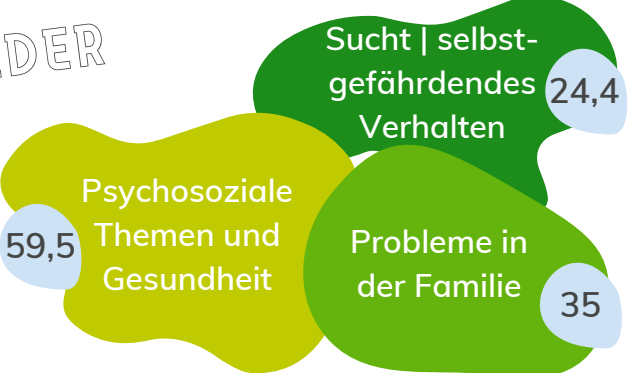 DER
Sucht | selbst-
gefährdendes
Verhalten
24,4
Psychosoziale
Themen und
Gesundheit
59,5
Probleme in
der Familie
35